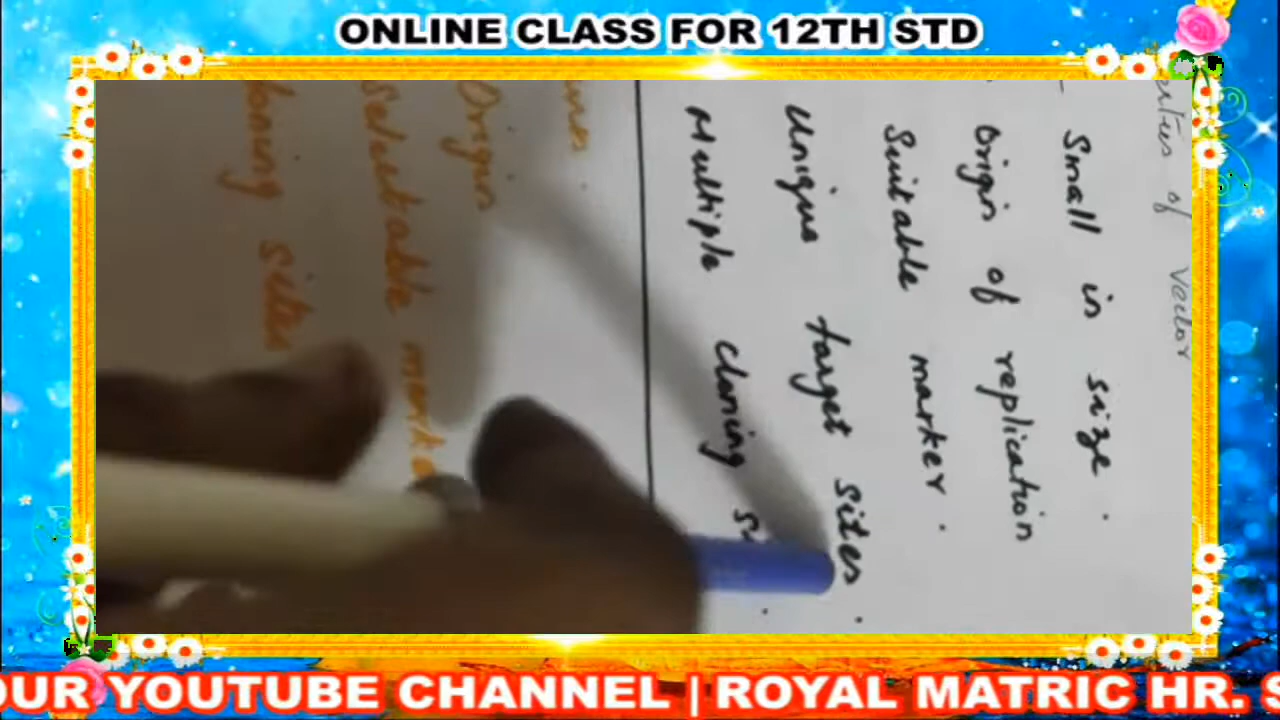 ONLINE CLASS FOR 12TH STD
of Vector
Small in size.
Origin of replication
Suitable marker.
Unique target sites.
Multiple cloning
Origin
Selectable
sites
OUR YOUTUBE CHANNEL | ROYAL MATRIC HR. S